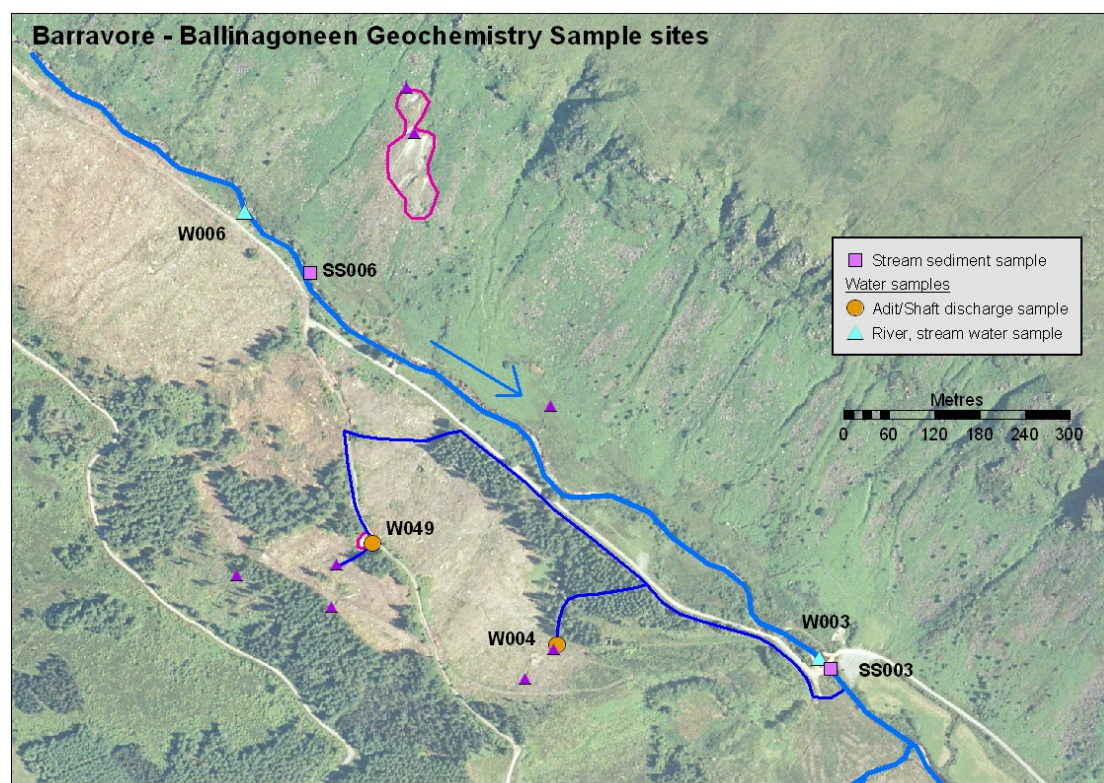 Barravore - Ballinagoneen Geochemistry Sample sites
W006
SS006
Stream sediment sample
Water samples
Adit/Shaft discharge sample
River, stream water sample
Metres
0 60 120 180 240 300
W049
W004
W003
SS003